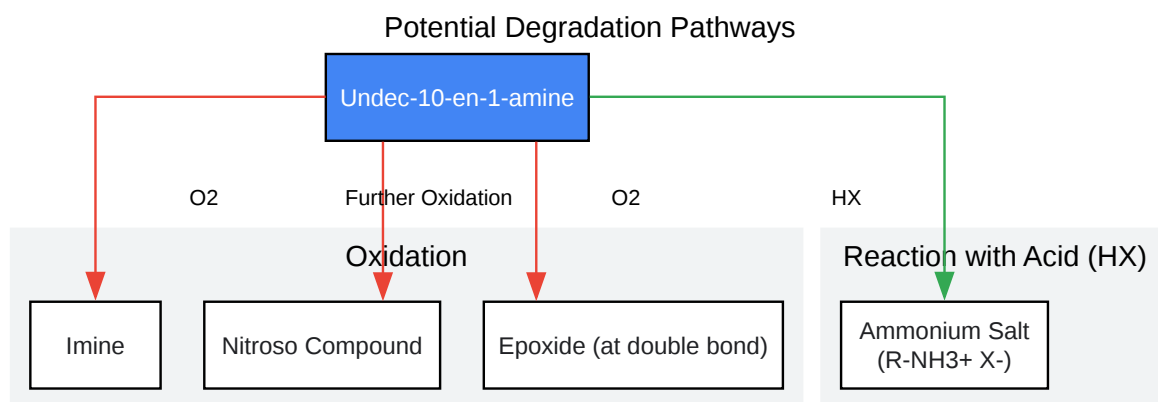 Potential Degradation Pathways
Undec-10-en-1-amine
O2
Further Oxidation
O2
HX
Oxidation
Reaction with Acid (HX)
Imine
Nitroso Compound
Epoxide (at double bond)
Ammonium Salt
(R-NH3+ X-)